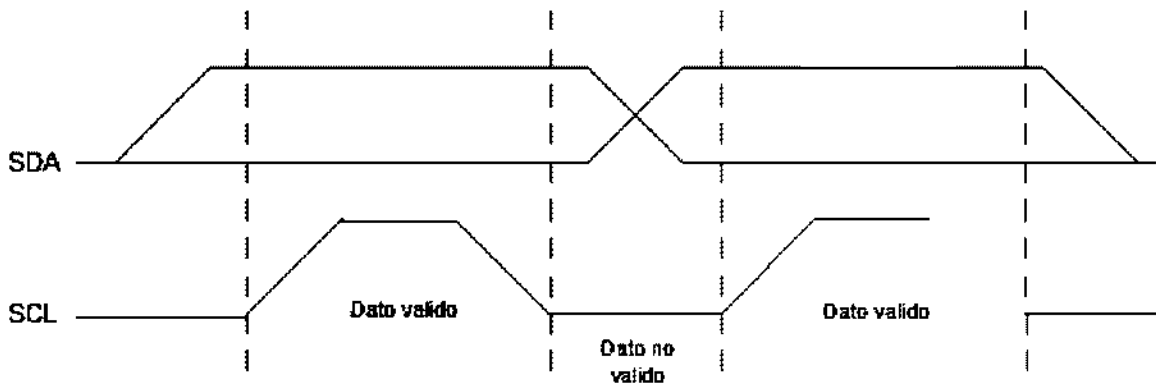 SDA
SCL
Dato valido
Dato no
valido
Dato valido